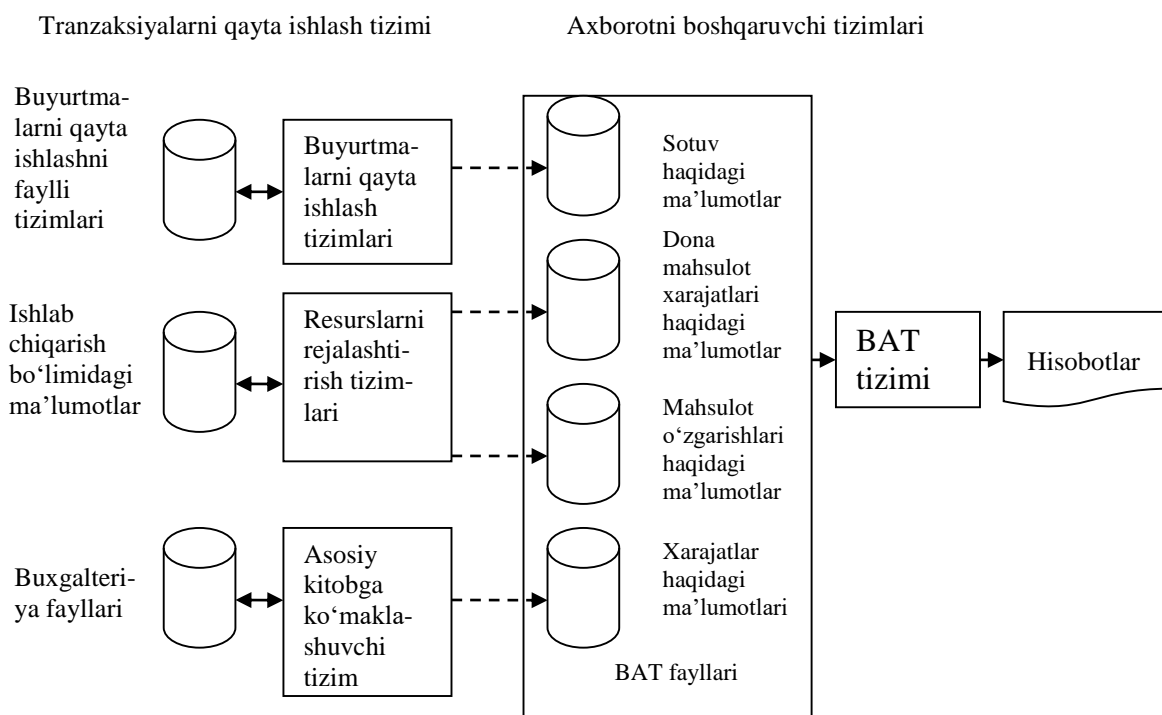 Tranzaksiyalarni qayta ishlash tizimi
Axborotni boshqaruvchi tizimlari
Buyurtma-
larni qayta
ishlashni
faylli
tizimlari
Buyurtma-
larni qayta
ishlash
tizimlari
Sotuv
haqidagi
ma’lumotlar
Dona
mahsulot
xarajatlari
haqidagi
ma’lumotlar
Ishlab
chiqarish
bo‘limidagi
ma’lumotlar
Resurslarni
rejalashti-
rish tizim-
lari
BAT
tizimi
Hisobotlar
Mahsulot
o‘zgarishlari
haqidagi
ma’lumotlar
Buxgalteri-
ya fayllari
Asosiy
kitobga
ko‘makla-
shuvchi
tizim
Xarajatlar
haqidagi
ma’lumotlari
BAT fayllari